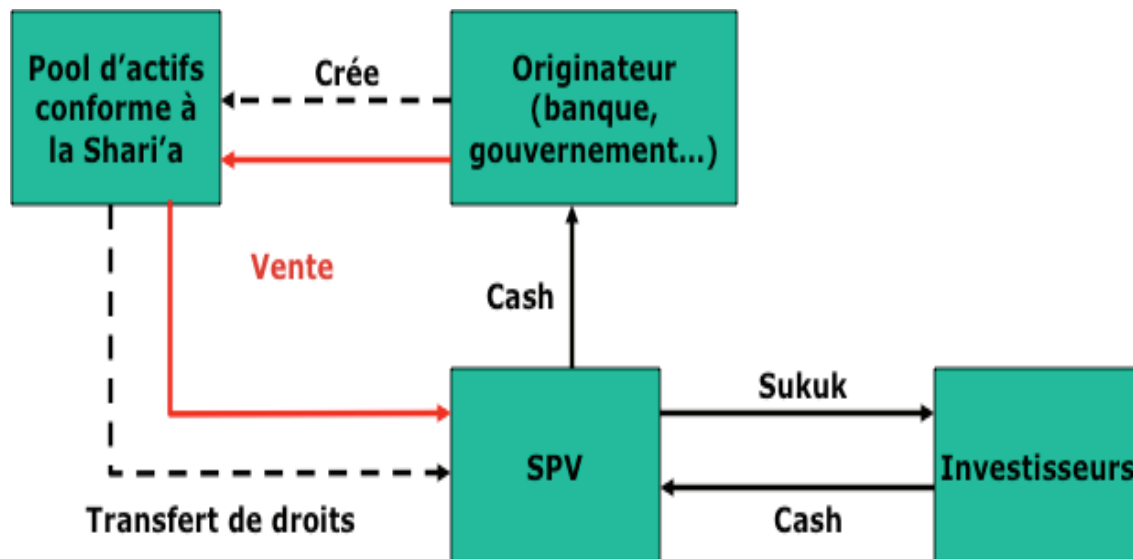 Pool d'actifs
conforme à
la Shari'a
Crée
Originateur
(banque,
gouvernement...)
Vente
Cash
Sukuk
SPV
Investisseurs
Transfert de droits
Cash